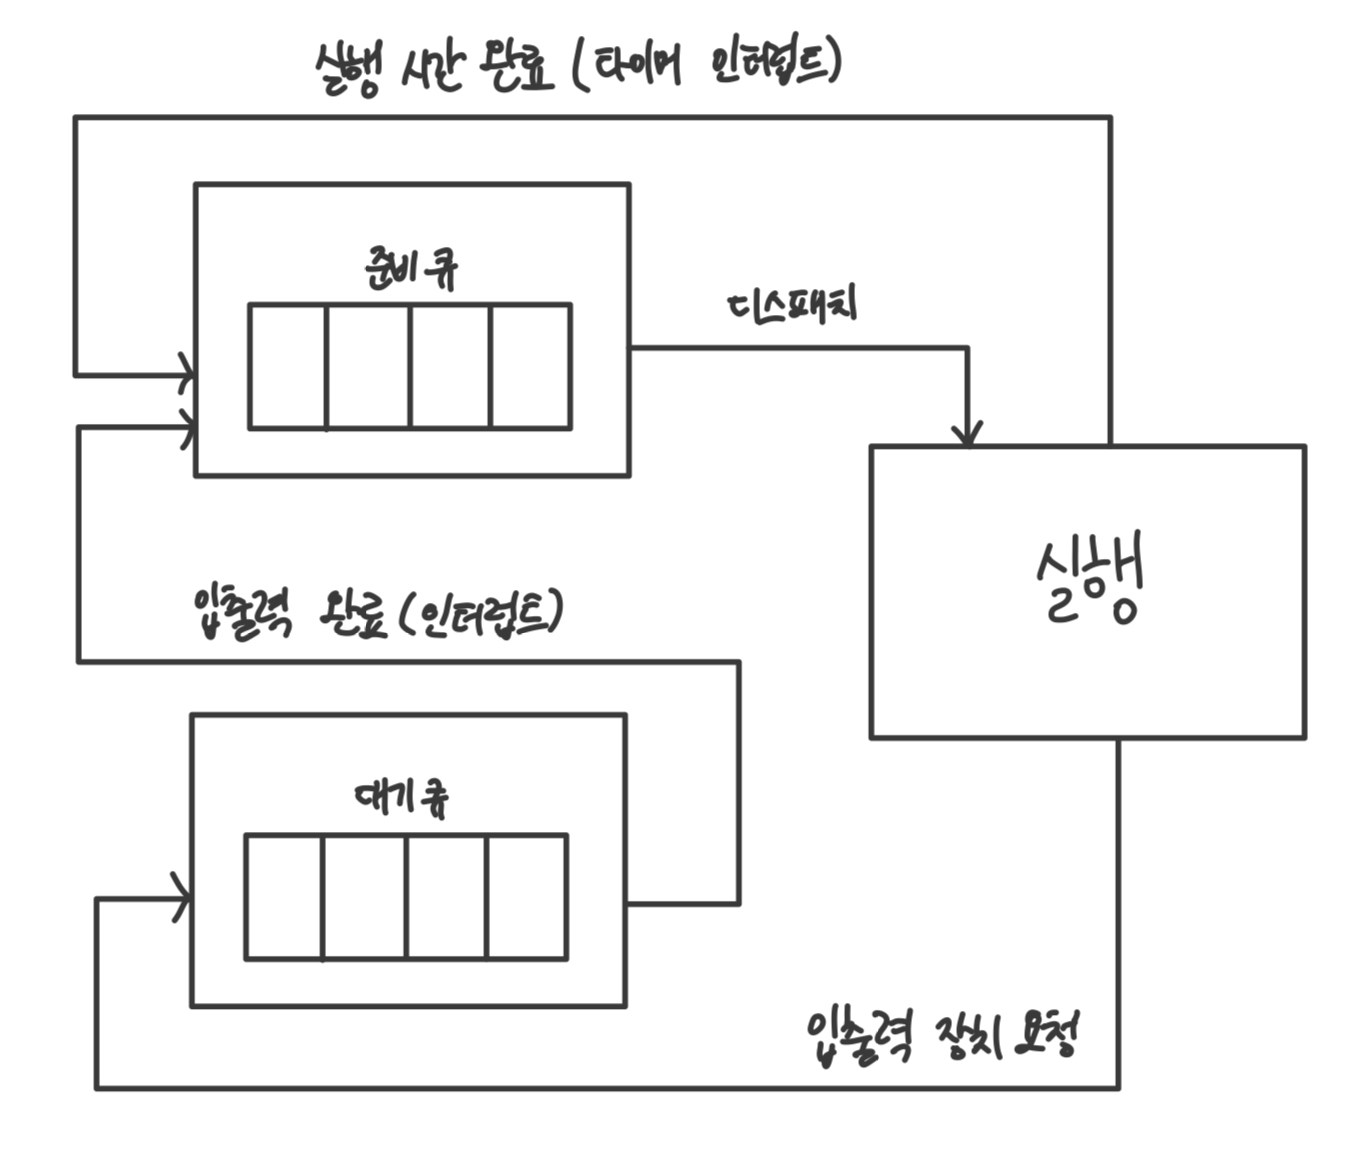 실행 시간 완료 (타이머 인터럽트)
준비 큐
디스패치
실행
입출력 완료 (인터럽트)
대기 큐
입출력 장치 요청